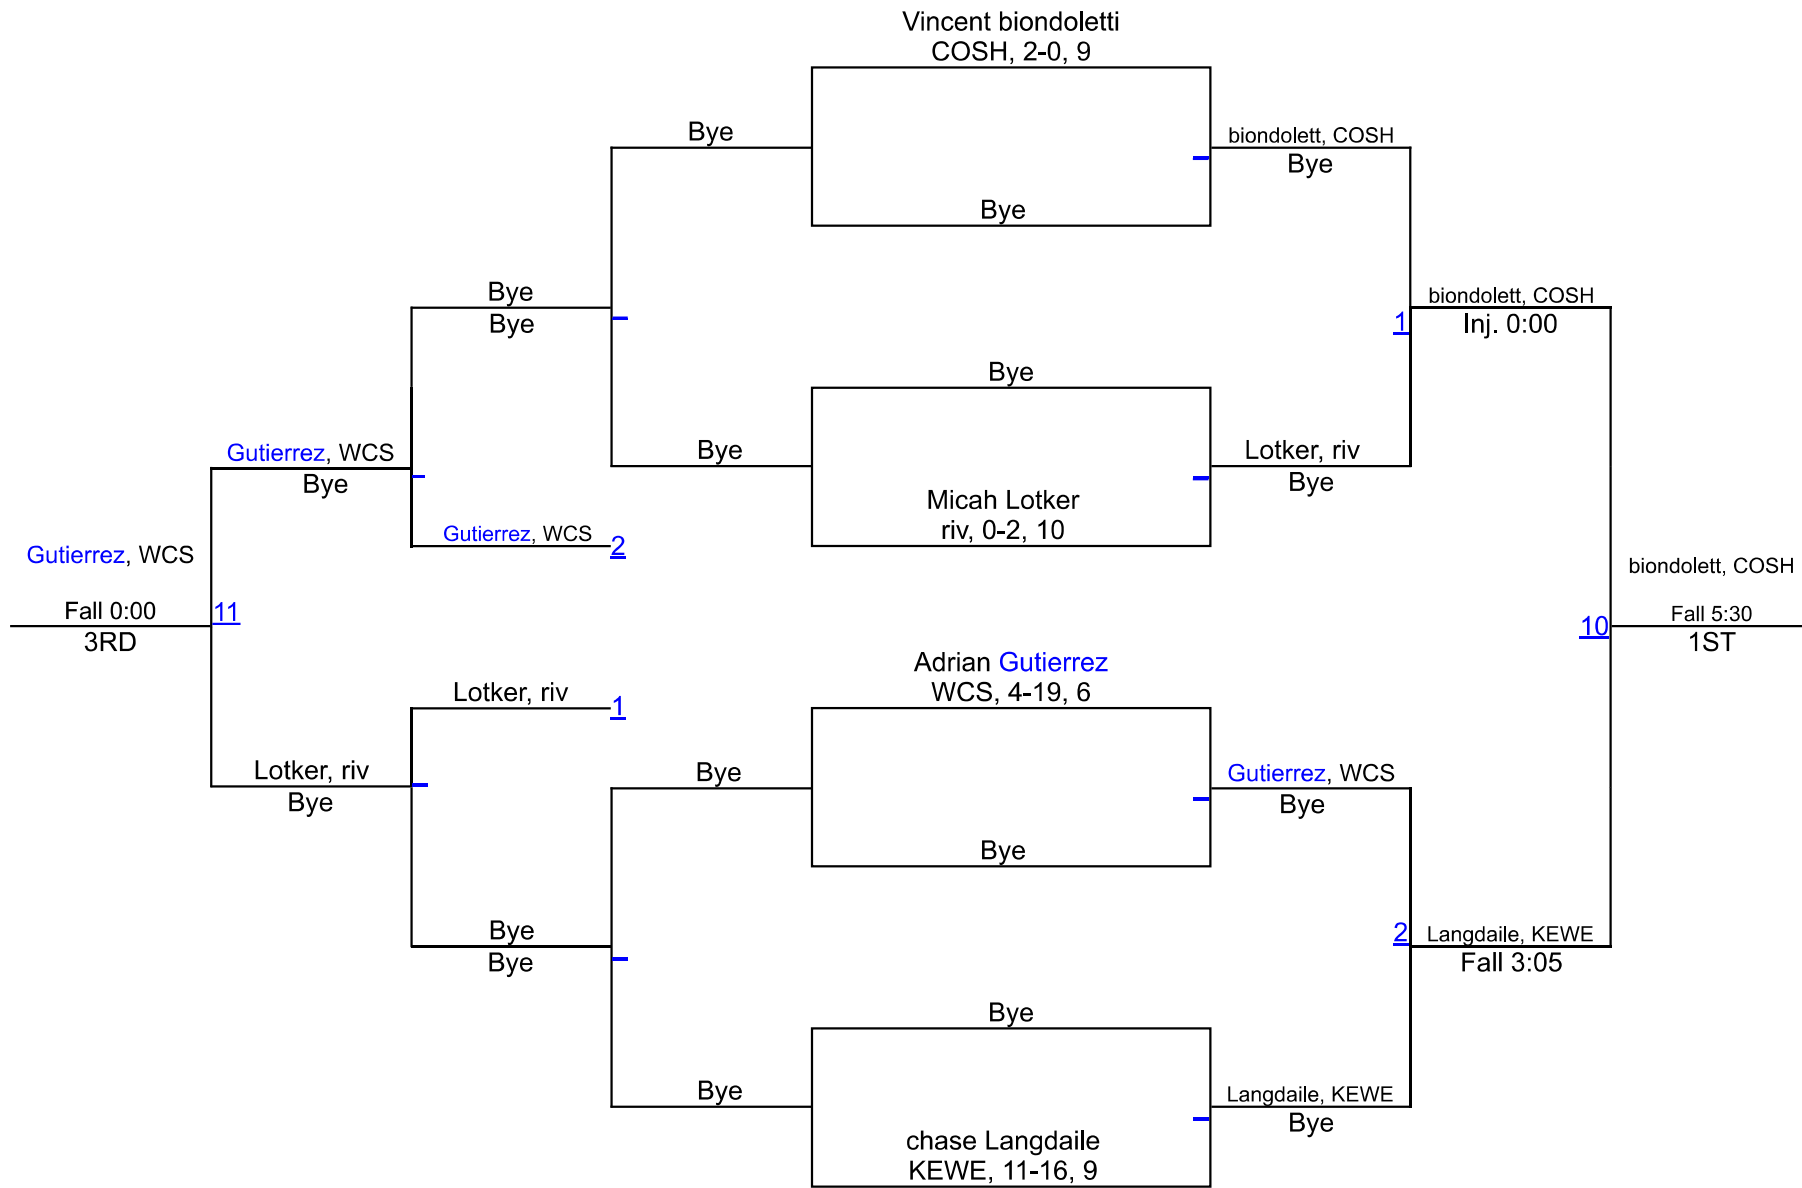 Vincent biondoletti
COSH, 2-0, 9
Bye
biondolett, COSH
Bye
Bye
Bye
Bye
biondolett, COSH
1
Inj. 0:00
Bye
Gutierrez, WCS
Bye
Bye
Lotker, riv
Bye
Micah Lotker
riv, 0-2, 10
Gutierrez, WCS
2
Gutierrez, WCS
Fall 0:00
11
3RD
biondolett, COSH
Fall 5:30
10
1ST
Adrian Gutierrez
WCS, 4-19, 6
Lotker, riv
1
Lotker, riv
Bye
Bye
Gutierrez, WCS
Bye
Bye
Bye
Bye
2
Langdaile, KEWE
Fall 3:05
Bye
Bye
Langdaile, KEWE
Bye
chase Langdaile
KEWE, 11-16, 9